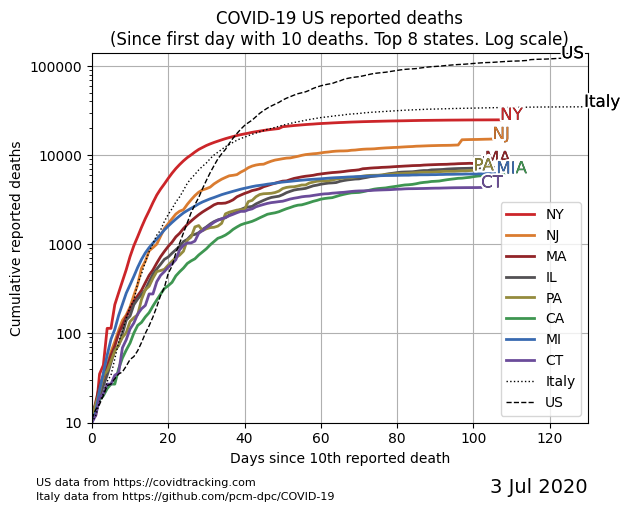 COVID-19 US reported deaths
(Since first day with 10 deaths. Top 8 states. Log scale)
US
Italy
NY
NJ
MA
PA
MI
CA
CT
100000
10000
1000
100
10
Cumulative reported deaths
NY
NJ
MA
IL
PA
CA
MI
CT
Italy
US
0
20
40
60
80
100
120
Days since 10th reported death
US data from https://covidtracking.com
Italy data from https://github.com/pcm-dpc/COVID-19
3 Jul 2020